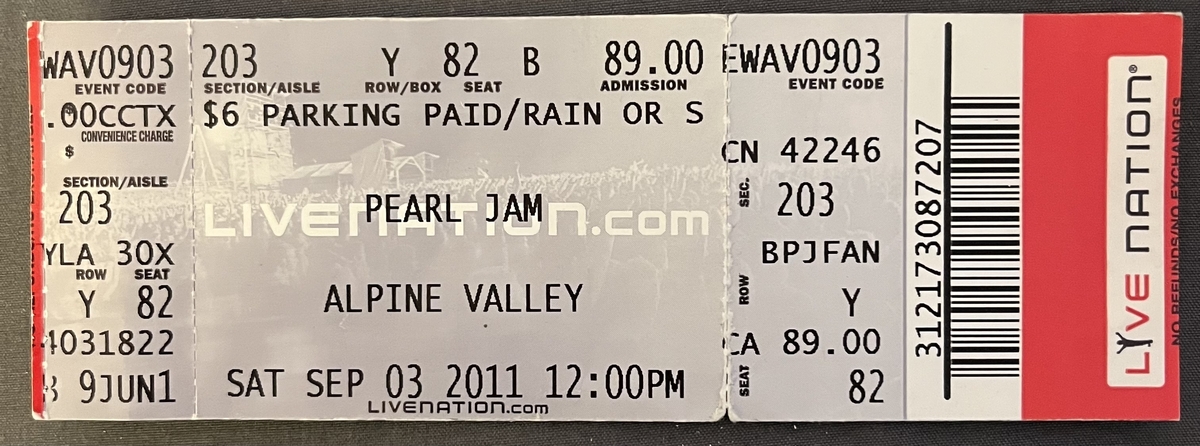 WAV0903
EVENT CODE
.00CCTX
CONVENIENCE CHARGE
$
SECTION/AISLE
203
YLA 30X
ROW SEAT
Y 82
4031822
9JUN1
203 Y 82 B 89.00
SECTION/AISLE ROW/BOX SEAT ADMISSION
$6 PARKING PAID/RAIN OR S
PEARL JAM
LIVENATION.com
ALPINE VALLEY
SAT SEP 03 2011 12:00PM
LIVENATION.com
EWAV0903
EVENT CODE
CN 42246
SEC. 203
BPJFAN
ROW Y
CA 89.00
SEAT 82
312173087207
LIVE NATION®
NO REFUNDS/NO EXCHANGES